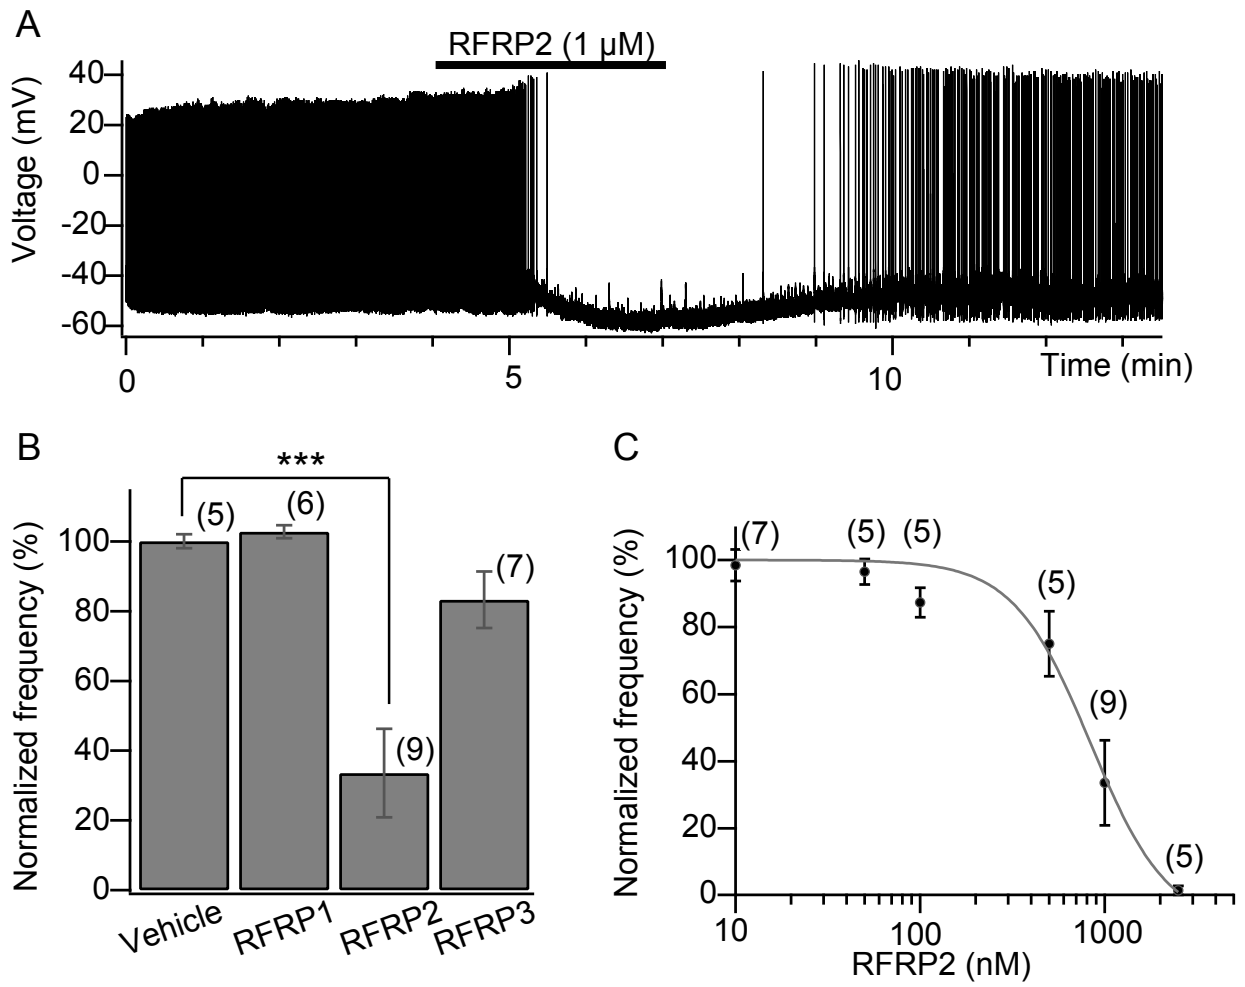 A
RFRP2 (1 μM)
Voltage (mV)
40
20
0
-20
-40
-60
0
5
10
Time (min)
B
***
(5)
(6)
(9)
(7)
Normalized frequency (%)
100
80
60
40
20
0
Vehicle
RFRP1
RFRP2
RFRP3
C
(7)
(5)
(5)
(5)
(9)
(5)
Normalized frequency (%)
100
80
60
40
20
0
10
100
1000
RFRP2 (nM)